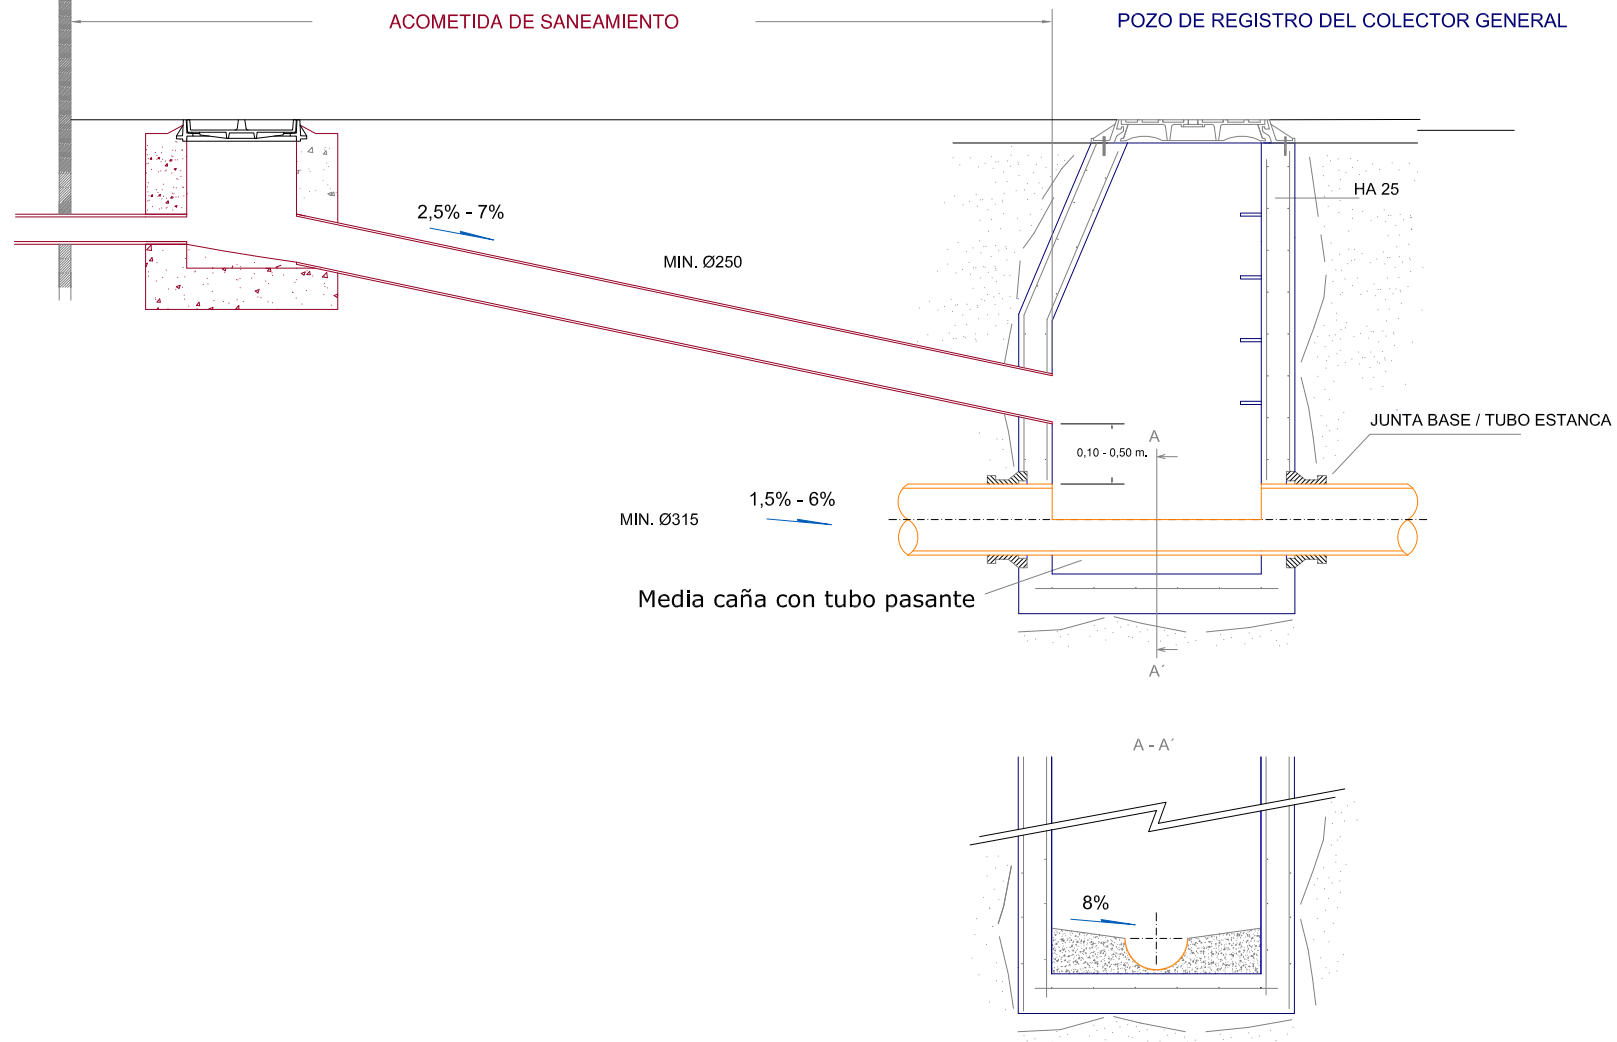 ACOMETIDA DE SANEAMIENTO
POZO DE REGISTRO DEL COLECTOR GENERAL
HA 25
2,5% - 7%
MIN. Ø250
JUNTA BASE / TUBO ESTANCA
A
0,10 - 0,50 m.
1,5% - 6%
MIN. Ø315
Media caña con tubo pasante
A´
A - A´
8%